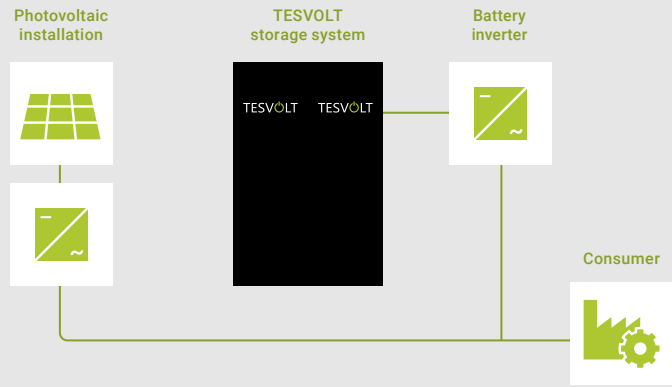 Photovoltaic
installation
TESVOLT
storage system
Battery
inverter
TESVOLT TESVOLT
Consumer